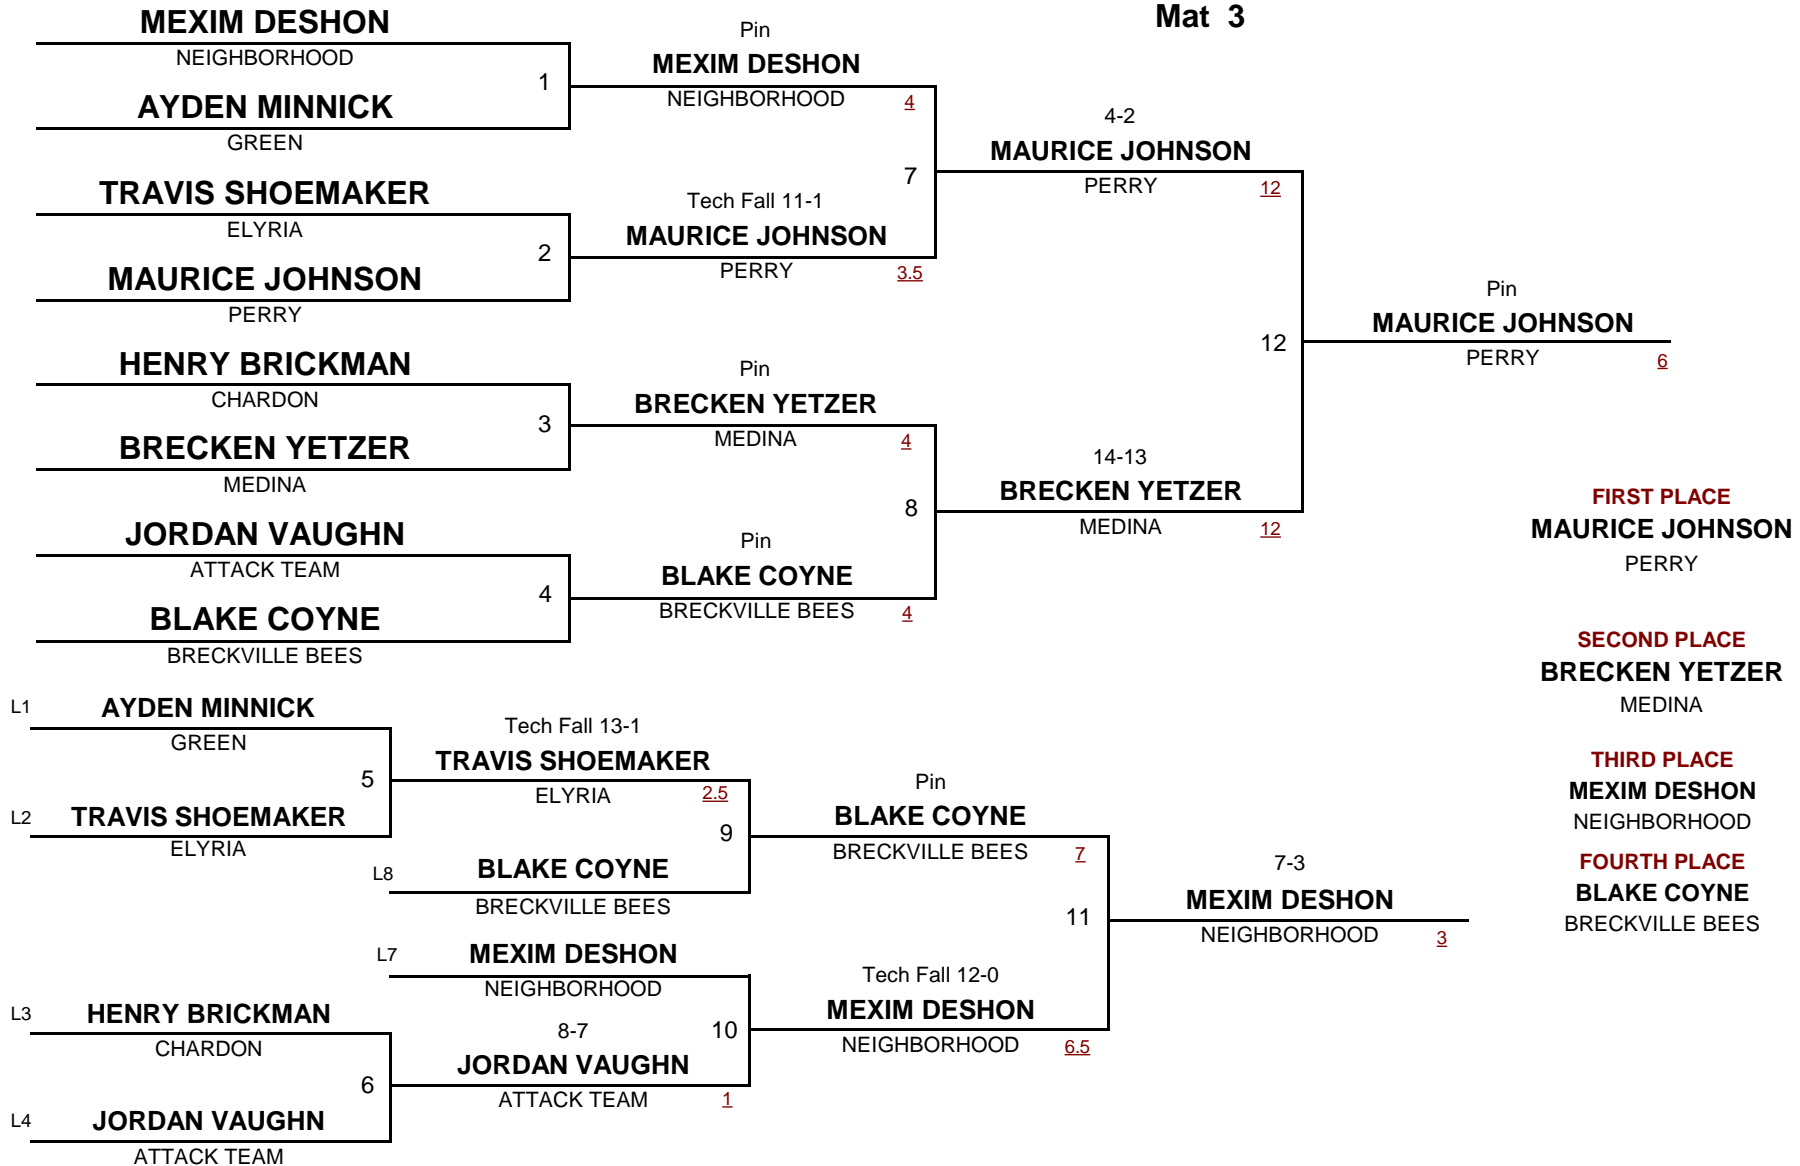 Mat 3
MEXIM DESHON
NEIGHBORHOOD
1
AYDEN MINNICK
GREEN
TRAVIS SHOEMAKER
ELYRIA
2
MAURICE JOHNSON
PERRY
HENRY BRICKMAN
CHARDON
3
BRECKEN YETZER
MEDINA
JORDAN VAUGHN
ATTACK TEAM
4
BLAKE COYNE
BRECKVILLE BEES
Pin
MEXIM DESHON
NEIGHBORHOOD 4
7
Tech Fall 11-1
MAURICE JOHNSON
PERRY 3.5
Pin
BRECKEN YETZER
MEDINA 4
8
Pin
BLAKE COYNE
BRECKVILLE BEES 4
4-2
MAURICE JOHNSON
PERRY 12
12
14-13
BRECKEN YETZER
MEDINA 12
Pin
MAURICE JOHNSON
PERRY 6
FIRST PLACE
MAURICE JOHNSON
PERRY
SECOND PLACE
BRECKEN YETZER
MEDINA
THIRD PLACE
MEXIM DESHON
NEIGHBORHOOD
FOURTH PLACE
BLAKE COYNE
BRECKVILLE BEES
L1 AYDEN MINNICK
GREEN
5
L2 TRAVIS SHOEMAKER
ELYRIA
L3 HENRY BRICKMAN
CHARDON
6
L4 JORDAN VAUGHN
ATTACK TEAM
Tech Fall 13-1
TRAVIS SHOEMAKER
ELYRIA 2.5
9
L8 BLAKE COYNE
BRECKVILLE BEES
L7 MEXIM DESHON
NEIGHBORHOOD
8-7 10
JORDAN VAUGHN
ATTACK TEAM 1
Pin
BLAKE COYNE
BRECKVILLE BEES 7
11
Tech Fall 12-0
MEXIM DESHON
NEIGHBORHOOD 6.5
7-3
MEXIM DESHON
NEIGHBORHOOD 3